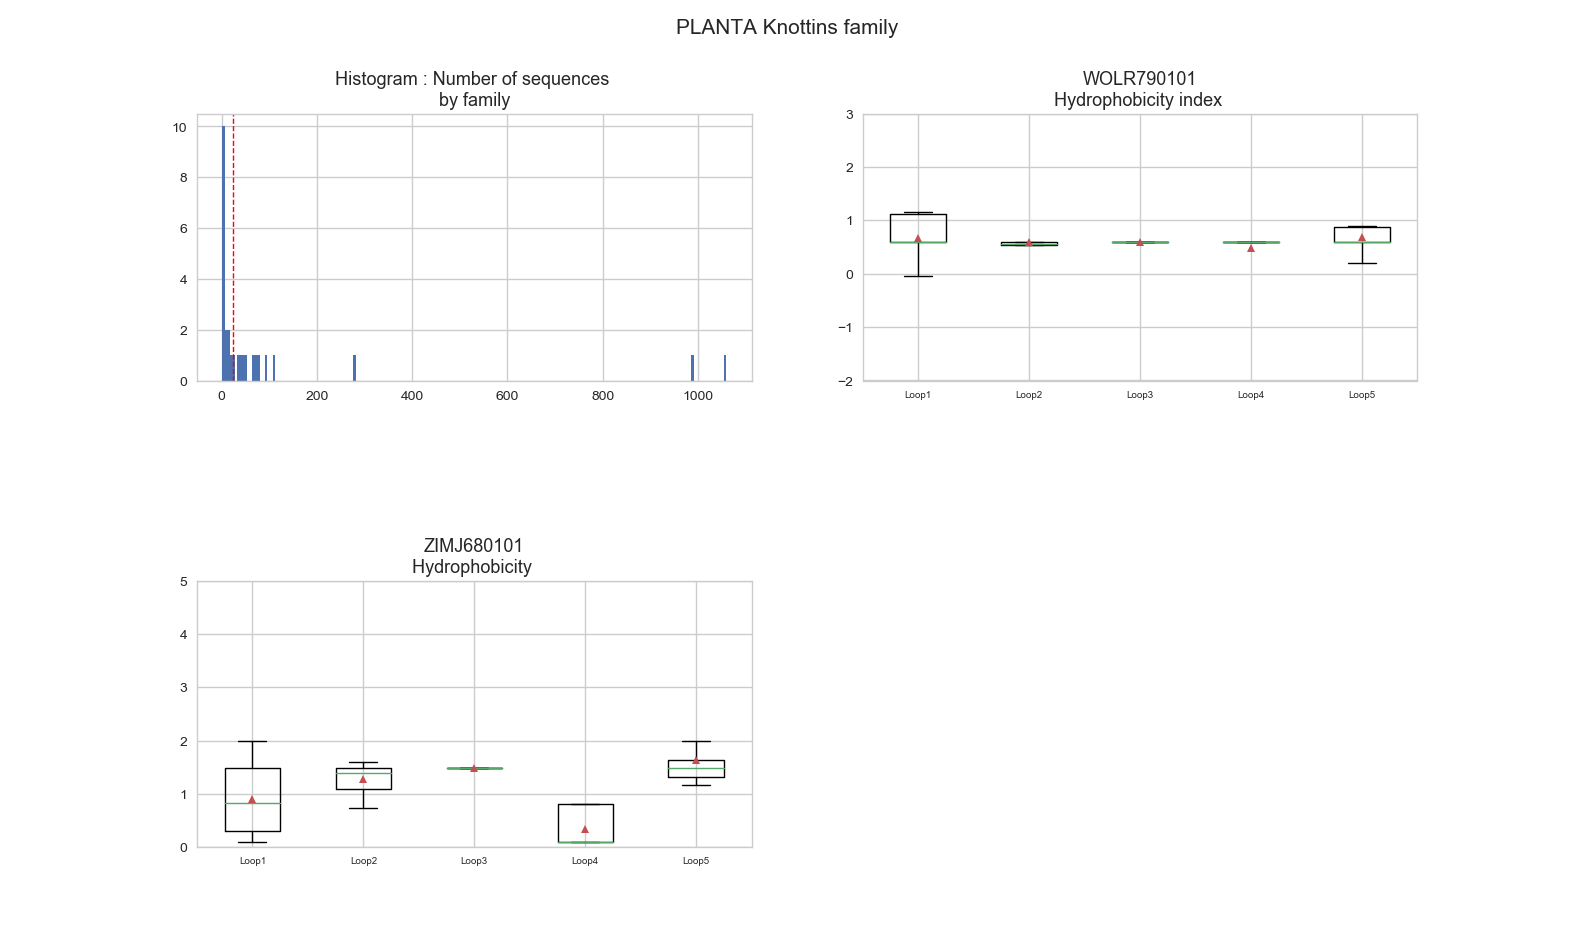 PLANTA Knottins family
Histogram : Number of sequences
by family
10
8
6
4
2
0
0 200 400 600 800 1000
WOLR790101
Hydrophobicity index
3
2
1
0
−1
−2
Loop1 Loop2 Loop3 Loop4 Loop5
ZIMJ680101
Hydrophobicity
5
4
3
2
1
0
Loop1 Loop2 Loop3 Loop4 Loop5